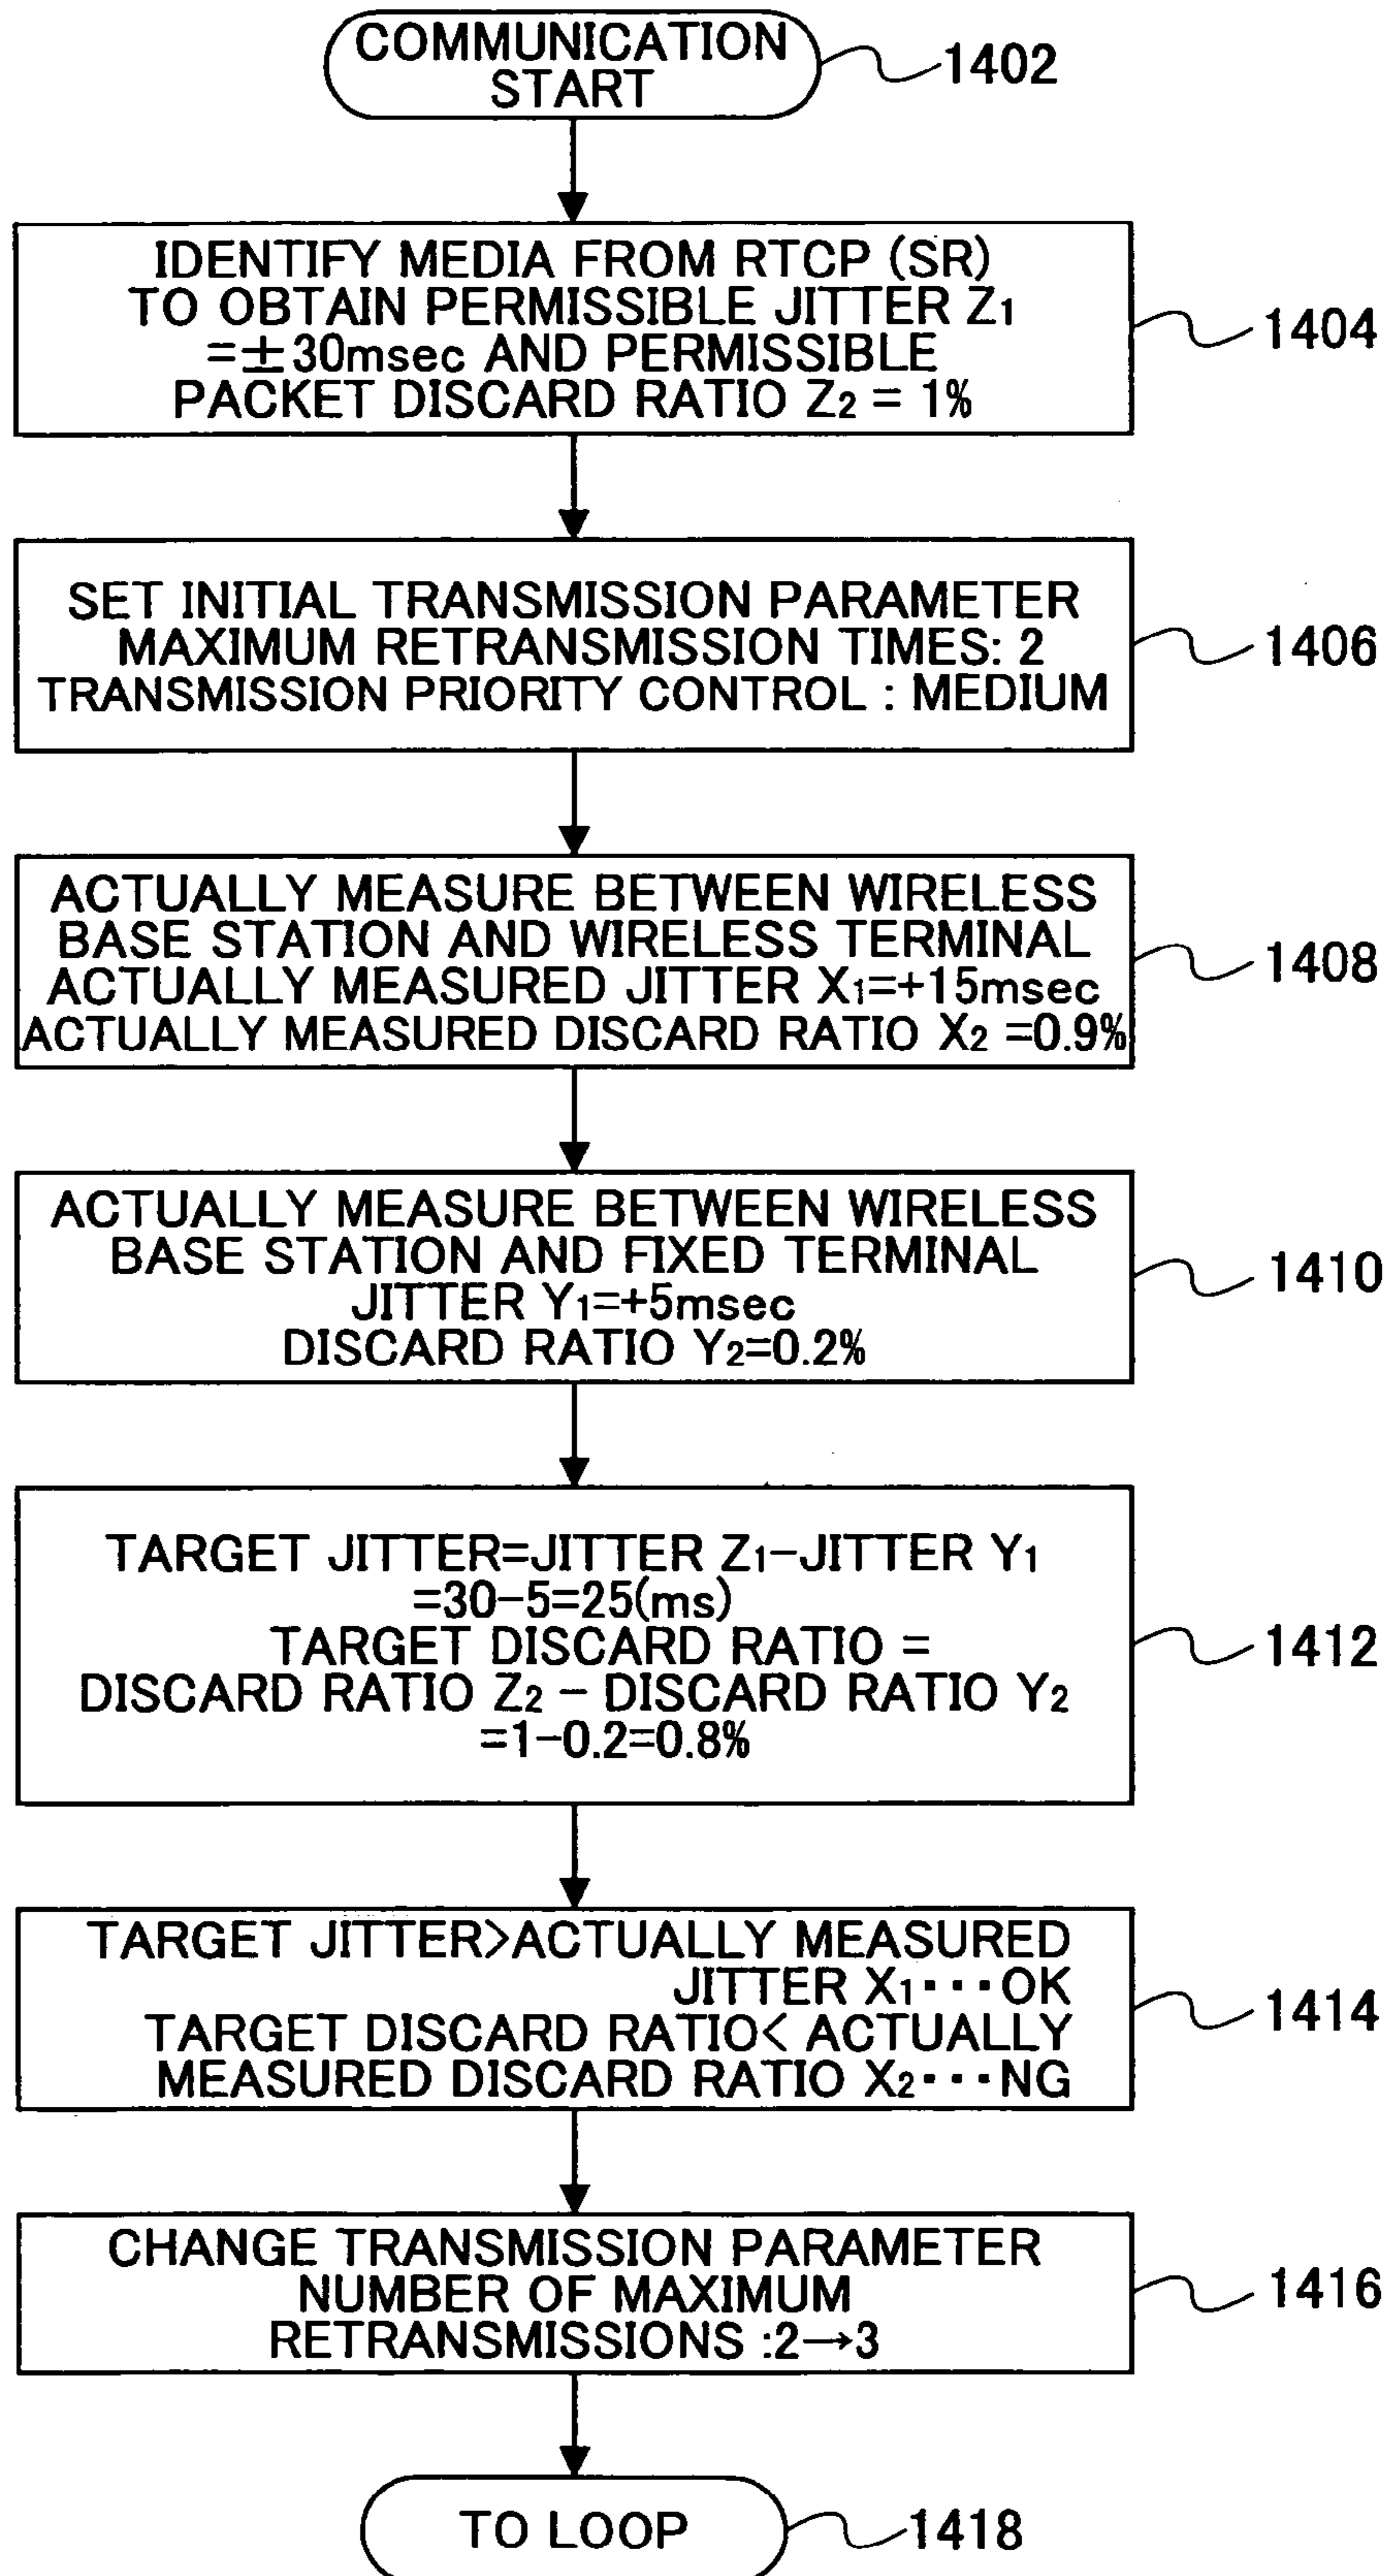 COMMUNICATION
START
1402
IDENTIFY MEDIA FROM RTCP (SR)
TO OBTAIN PERMISSIBLE JITTER Z1
=±30msec AND PERMISSIBLE
PACKET DISCARD RATIO Z2 = 1%
1404
SET INITIAL TRANSMISSION PARAMETER
MAXIMUM RETRANSMISSION TIMES: 2
TRANSMISSION PRIORITY CONTROL : MEDIUM
1406
ACTUALLY MEASURE BETWEEN WIRELESS
BASE STATION AND WIRELESS TERMINAL
ACTUALLY MEASURED JITTER X1=+15msec
ACTUALLY MEASURED DISCARD RATIO X2 =0.9%
1408
ACTUALLY MEASURE BETWEEN WIRELESS
BASE STATION AND FIXED TERMINAL
JITTER Y1=+5msec
DISCARD RATIO Y2=0.2%
1410
TARGET JITTER=JITTER Z1-JITTER Y1
=30-5=25(ms)
TARGET DISCARD RATIO =
DISCARD RATIO Z2 - DISCARD RATIO Y2
=1-0.2=0.8%
1412
TARGET JITTER>ACTUALLY MEASURED
JITTER X1･･･OK
TARGET DISCARD RATIO< ACTUALLY
MEASURED DISCARD RATIO X2･･･NG
1414
CHANGE TRANSMISSION PARAMETER
NUMBER OF MAXIMUM
RETRANSMISSIONS :2→3
1416
TO LOOP
1418